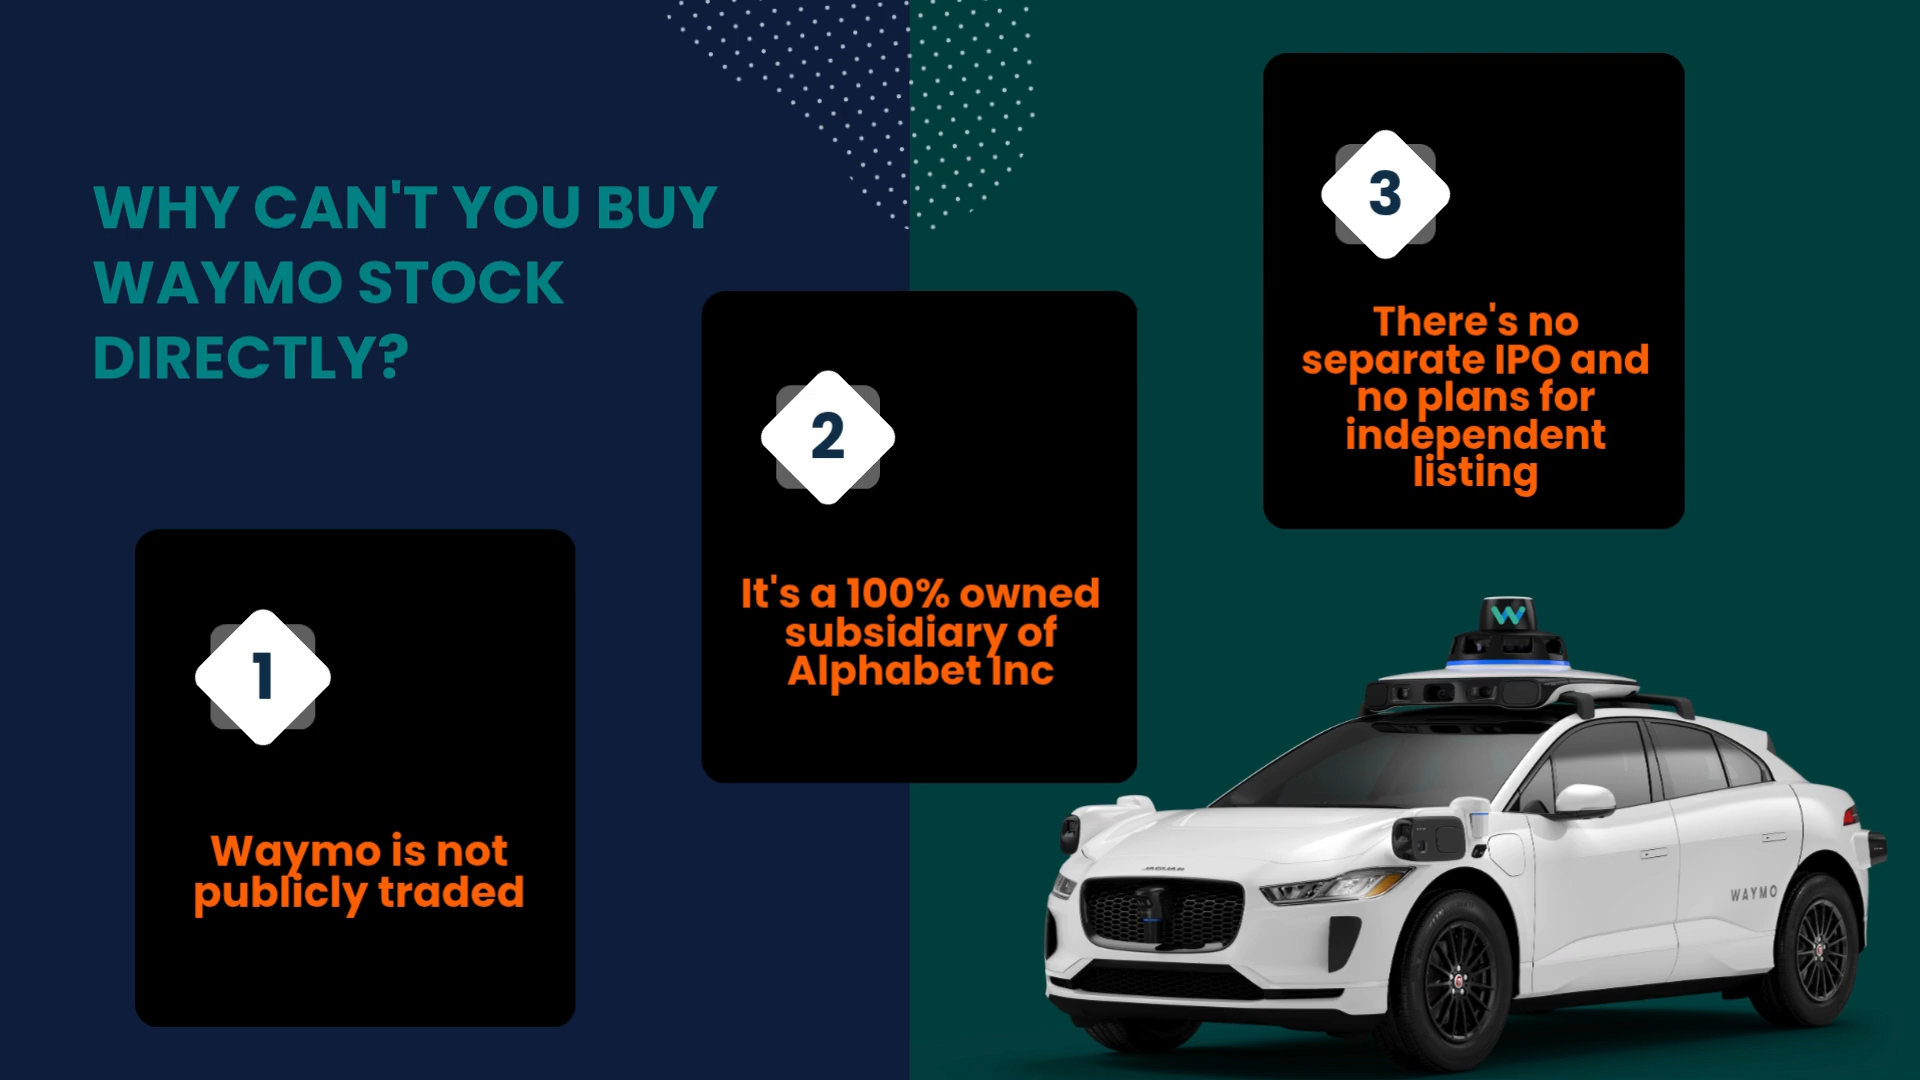 WHY CAN'T YOU BUY
WAYMO STOCK
DIRECTLY?
1
Waymo is not
publicly traded
2
It's a 100% owned
subsidiary of
Alphabet Inc
3
There's no
separate IPO and
no plans for
independent
listing
JAGUAR
WAYMO